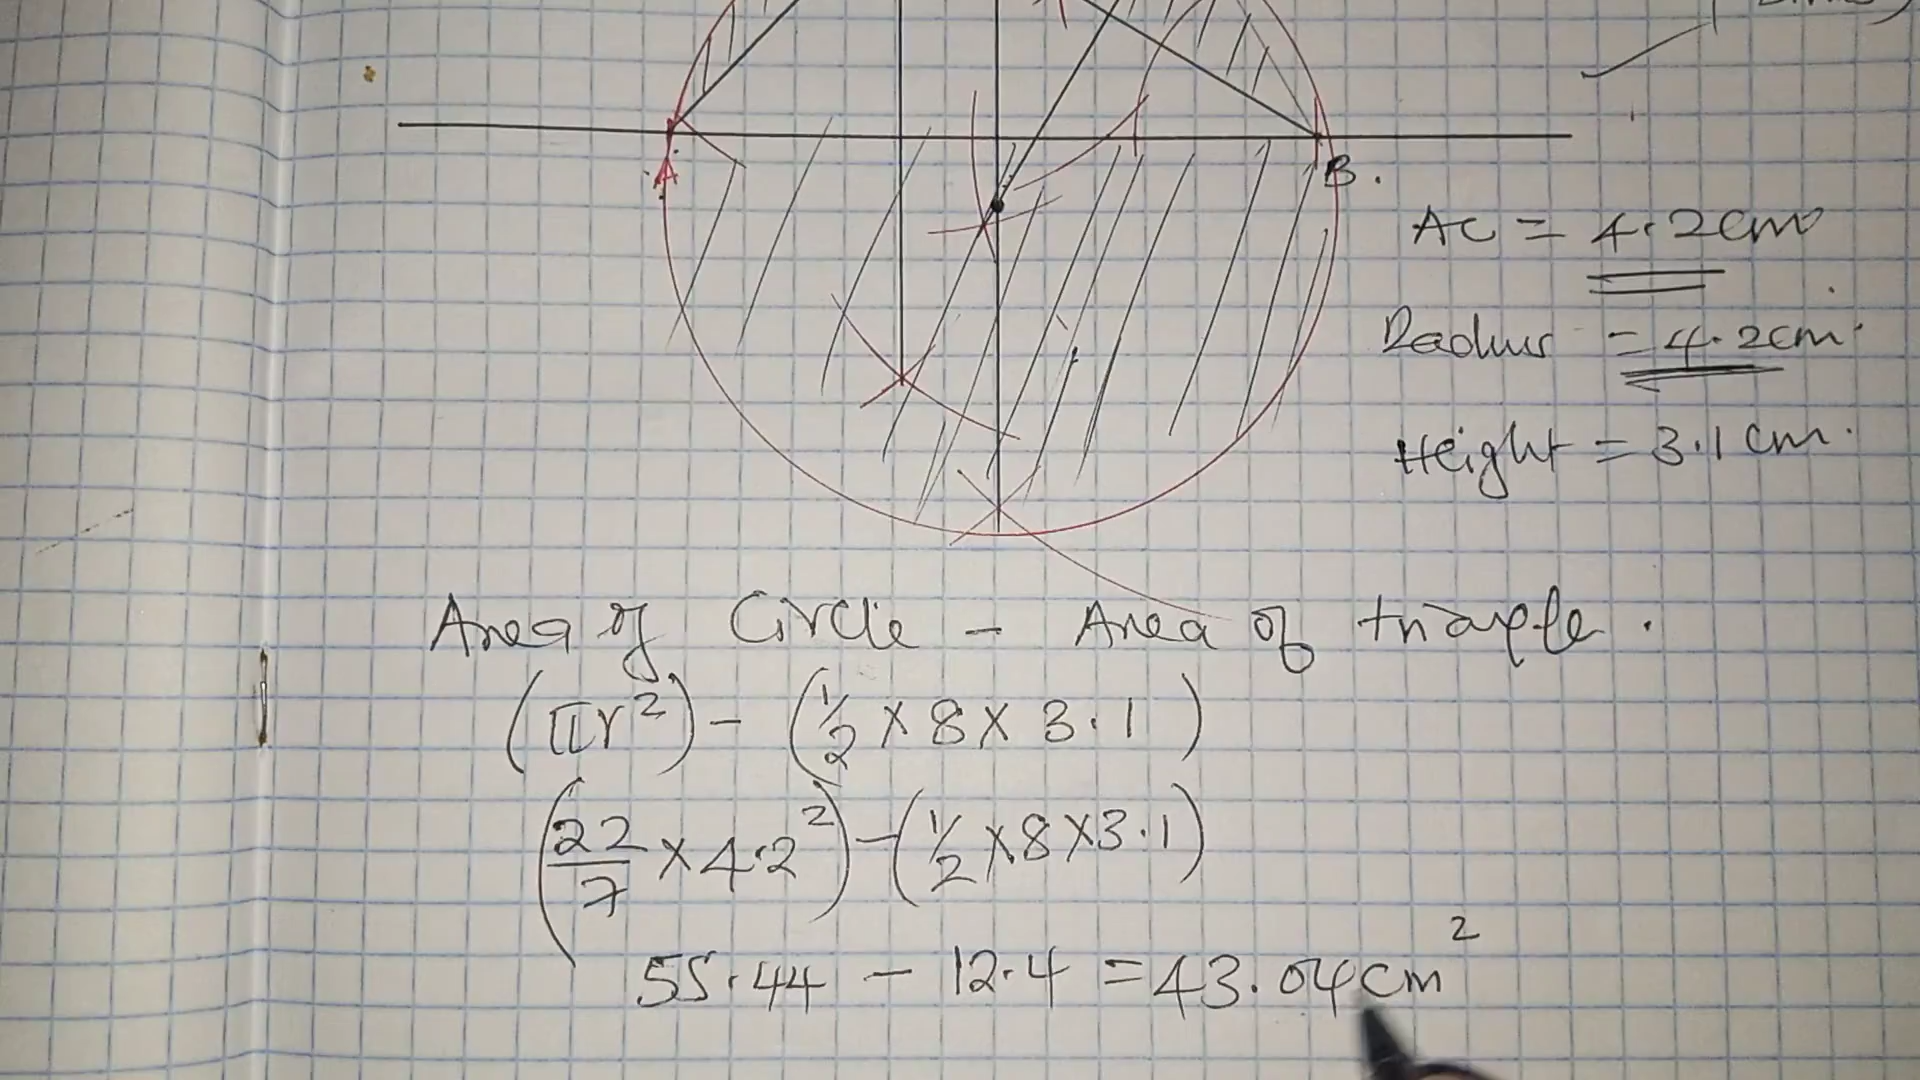 A
B.
AC = 4.2cm
Radius = 4.2cm
Height = 3.1 cm.
Area of Circle - Area of triangle.
(πr²) - (½ × 8 × 3.1)
(22/7 × 4.2²) - (½ × 8 × 3.1)
55.44 - 12.4 = 43.04cm²